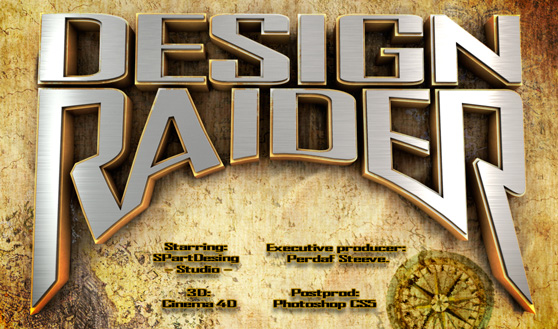 DESIGN
RAIDER
Starring:
SPartDesing
- Studio -
Executive producer:
Perdaf Steeve.
3D:
Cinema 4D
Postprod:
Photoshop CS5